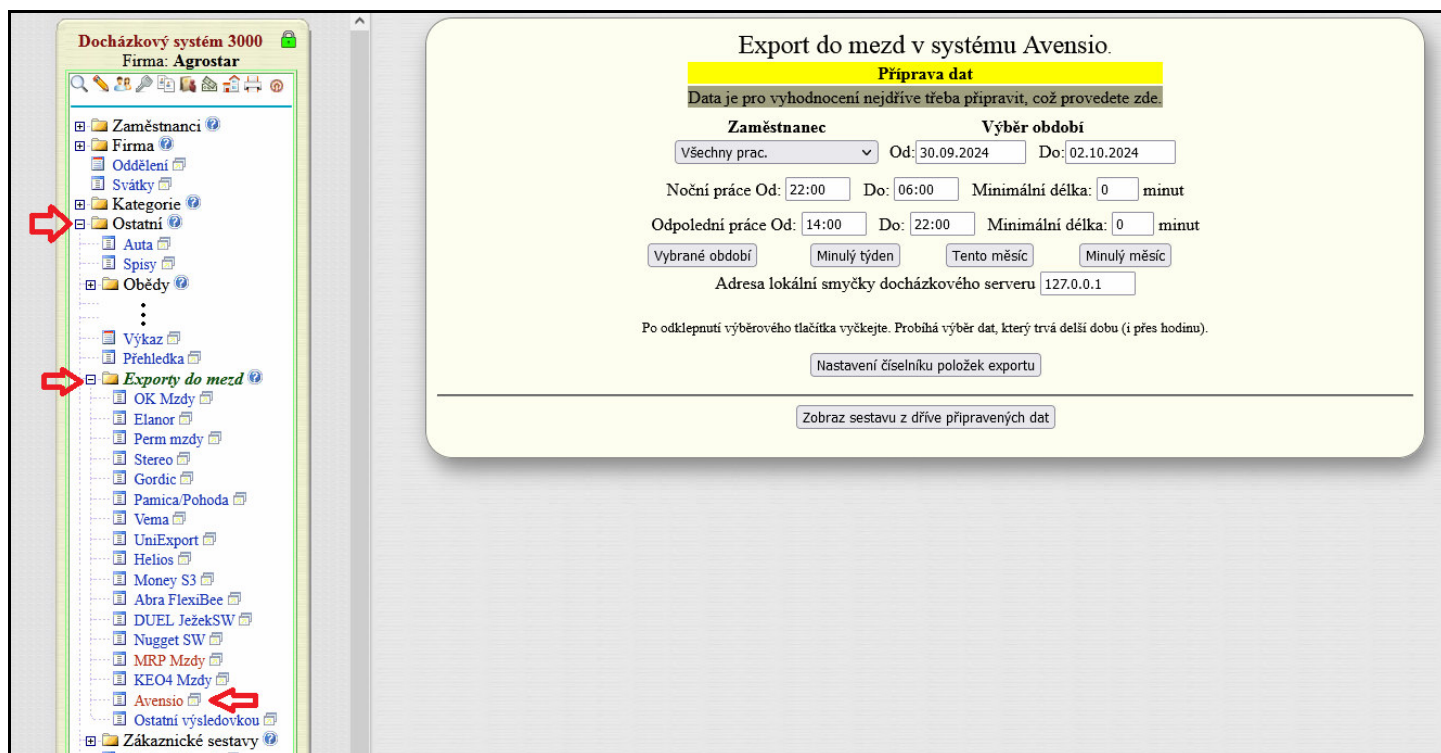 Docházkový systém 3000
Firma: Agrostar
Zaměstnanci
Firma
Oddělení
Svátky
Kategorie
Ostatní
Auta
Spisy
Obědy
Výkaz
Přehledka
Exporty do mezd
OK Mzdy
Elanor
Perm mzdy
Stereo
Gordic
Pamica/Pohoda
Vema
UniExport
Helios
Money S3
Abra FlexiBee
DUEL JežekSW
Nugget SW
MRP Mzdy
KEO4 Mzdy
Avensio
Ostatní výsledovkou
Zákaznické sestavy
Export do mezd v systému Avensio.
Příprava dat
Data je pro vyhodnocení nejdříve třeba připravit, což provedete zde.
Zaměstnanec Výběr období
Všechny prac. Od: 30.09.2024 Do: 02.10.2024
Noční práce Od: 22:00 Do: 06:00 Minimální délka: 0 minut
Odpolední práce Od: 14:00 Do: 22:00 Minimální délka: 0 minut
Vybrané období Minulý týden Tento měsíc Minulý měsíc
Adresa lokální smyčky docházkového serveru 127.0.0.1
Po odklepnutí výběrového tlačítka vyčkejte. Probíhá výběr dat, který trvá delší dobu (i přes hodinu).
Nastavení číselníku položek exportu
Zobraz sestavu z dříve připravených dat